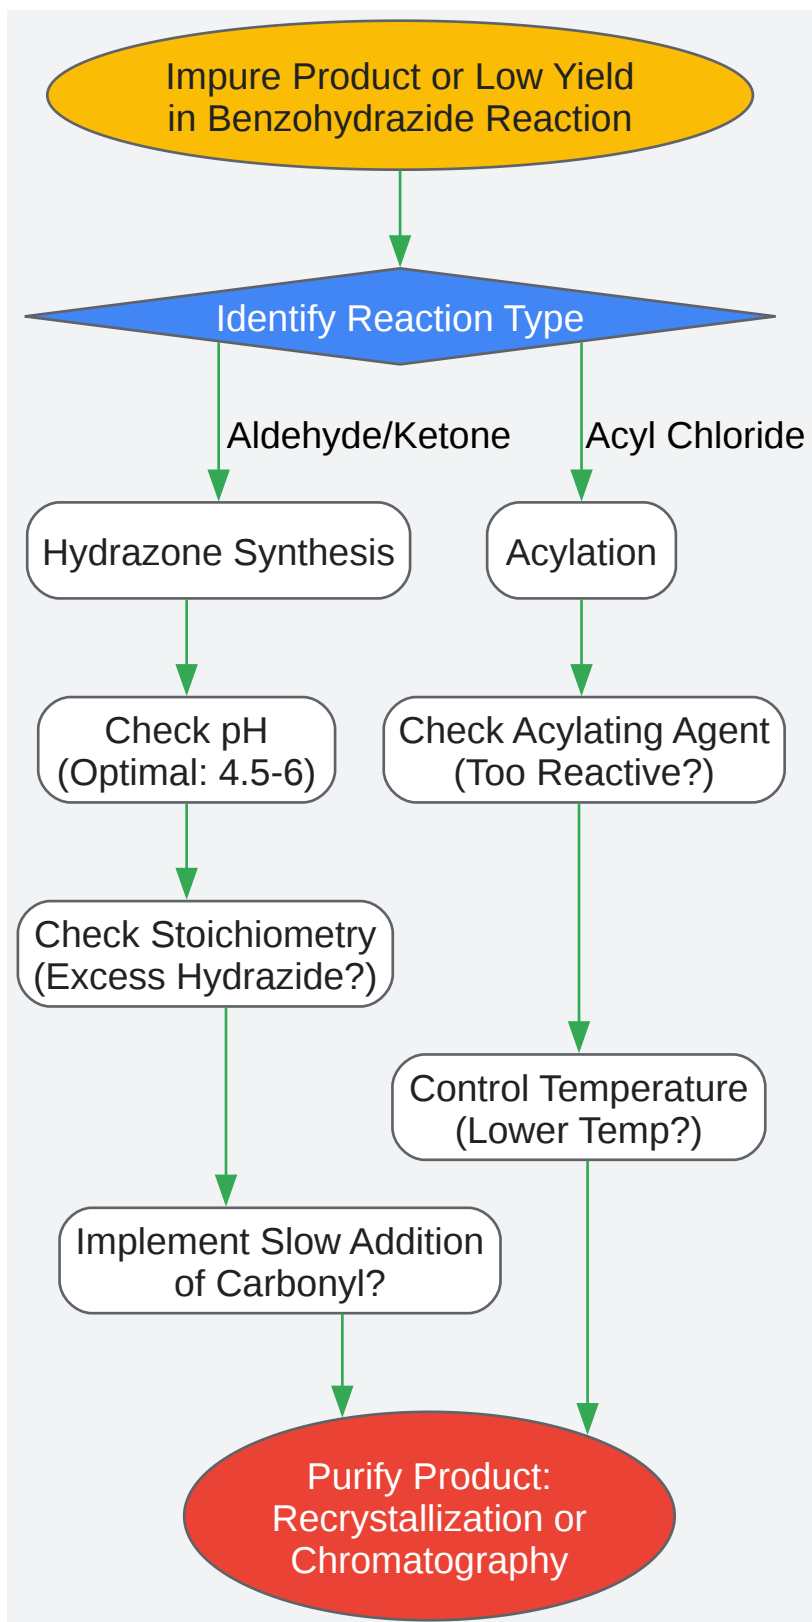 Impure Product or Low Yield
in Benzohydrazide Reaction
Identify Reaction Type
Aldehyde/Ketone
Acyl Chloride
Hydrazone Synthesis
Acylation
Check pH
(Optimal: 4.5-6)
Check Acylating Agent
(Too Reactive?)
Check Stoichiometry
(Excess Hydrazide?)
Control Temperature
(Lower Temp?)
Implement Slow Addition
of Carbonyl?
Purify Product:
Recrystallization or
Chromatography